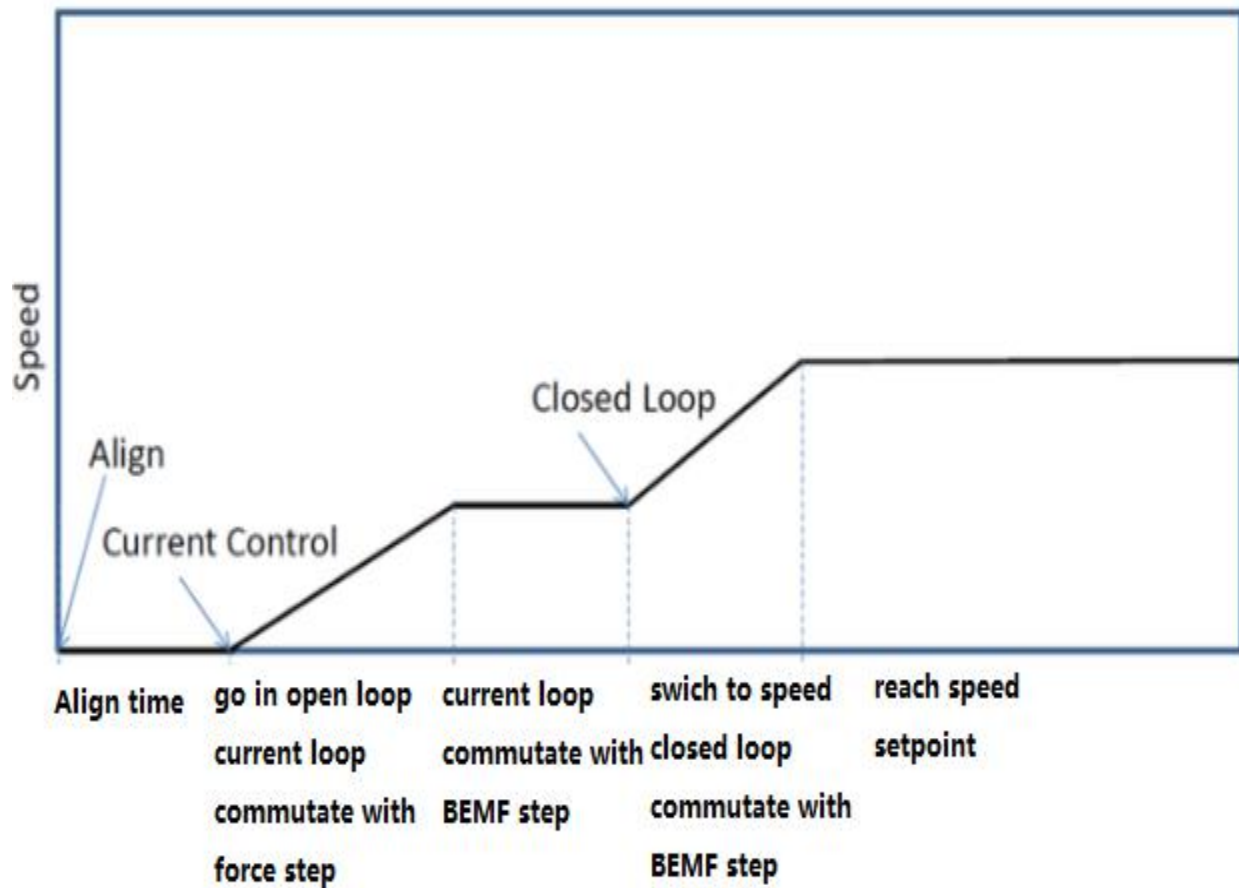 Speed
Align
Current Control
Closed Loop
Align time
go in open loop
current loop
commutate with
force step
current loop
commutate with
BEMF step
swich to speed
closed loop
commutate with
BEMF step
reach speed
setpoint